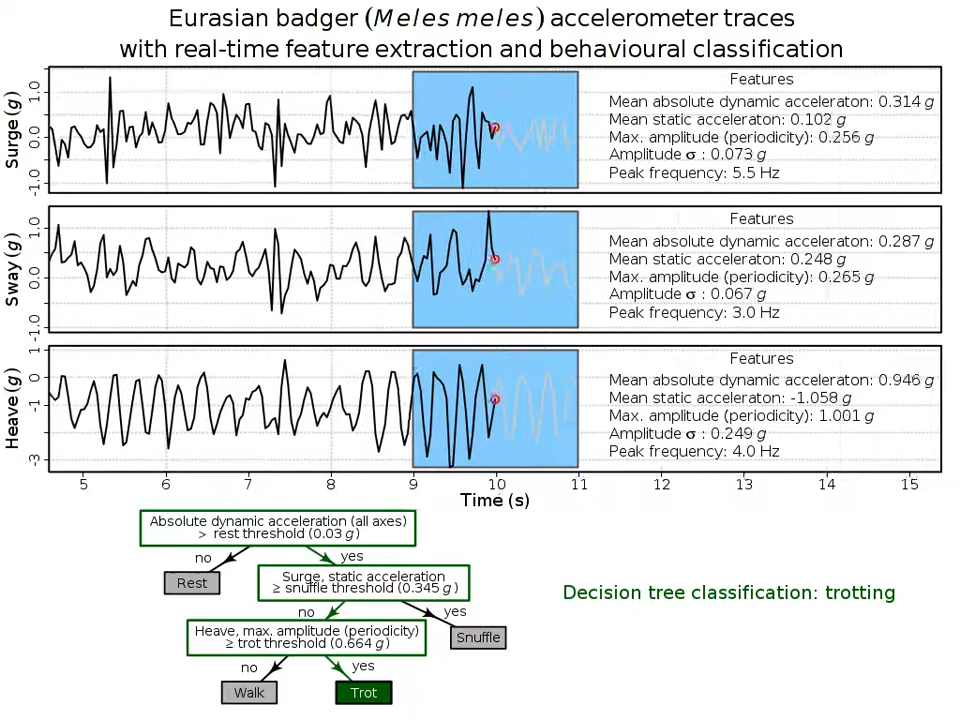 Eurasian badger (Meles meles) accelerometer traces
with real-time feature extraction and behavioural classification
Surge (g)
1.0
0.0
-1.0
Features
Mean absolute dynamic acceleraton: 0.314 g
Mean static acceleraton: 0.102 g
Max. amplitude (periodicity): 0.256 g
Amplitude σ : 0.073 g
Peak frequency: 5.5 Hz
Sway (g)
1.0
0.0
-1.0
Features
Mean absolute dynamic acceleraton: 0.287 g
Mean static acceleraton: 0.248 g
Max. amplitude (periodicity): 0.265 g
Amplitude σ : 0.067 g
Peak frequency: 3.0 Hz
Heave (g)
1
0
-1
-3
Features
Mean absolute dynamic acceleraton: 0.946 g
Mean static acceleraton: -1.058 g
Max. amplitude (periodicity): 1.001 g
Amplitude σ : 0.249 g
Peak frequency: 4.0 Hz
5 6 7 8 9 10 11 12 13 14 15
Time (s)
Absolute dynamic acceleration (all axes)
> rest threshold (0.03 g)
no yes
Rest
Surge, static acceleration
≥ snuffle threshold (0.345 g)
no yes
Snuffle
Heave, max. amplitude (periodicity)
≥ trot threshold (0.664 g)
no yes
Walk Trot
Decision tree classification: trotting